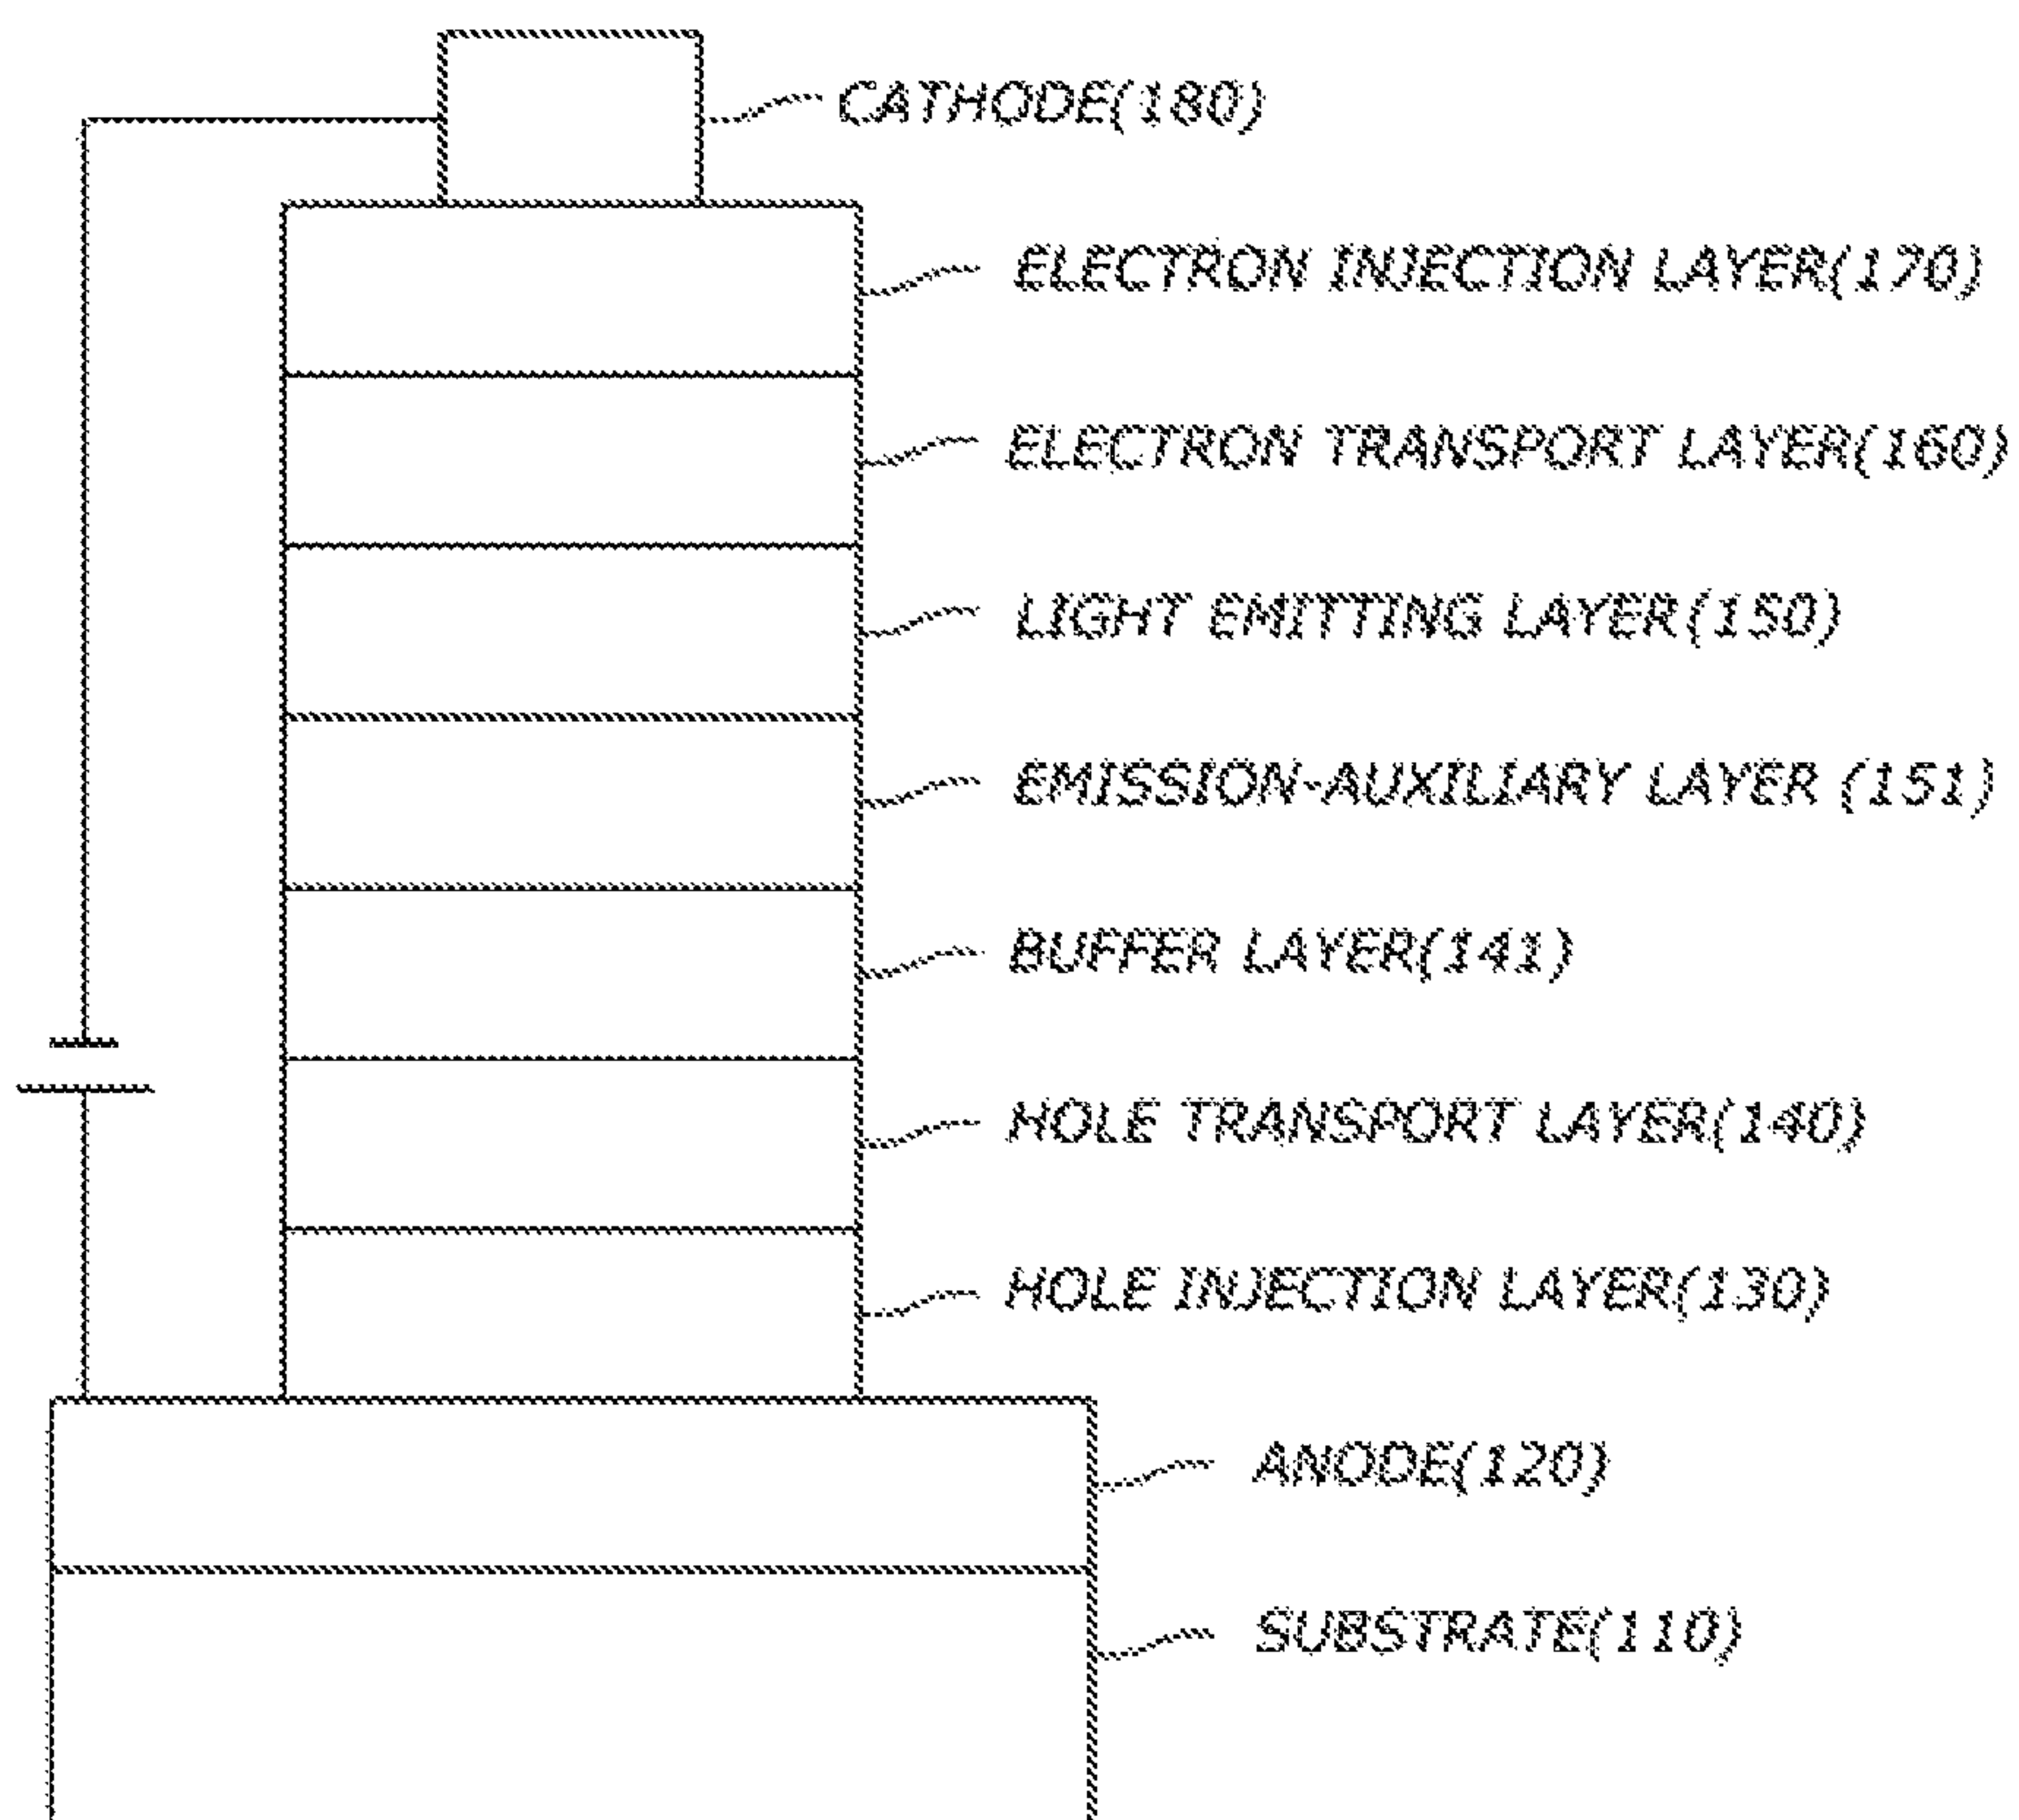 CATHODE(180)
ELECTRON INJECTION LAYER(170)
ELECTRON TRANSPORT LAYER(160)
LIGHT EMITTING LAYER(150)
EMISSION-AUXILIARY LAYER (151)
BUFFER LAYER(141)
HOLE TRANSPORT LAYER(140)
HOLE INJECTION LAYER(130)
ANODE(120)
SUBSTRATE(110)